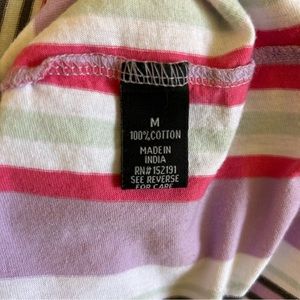 M
100% COTTON
MADE IN
INDIA
RN# 152191
SEE REVERSE
FOR CARE